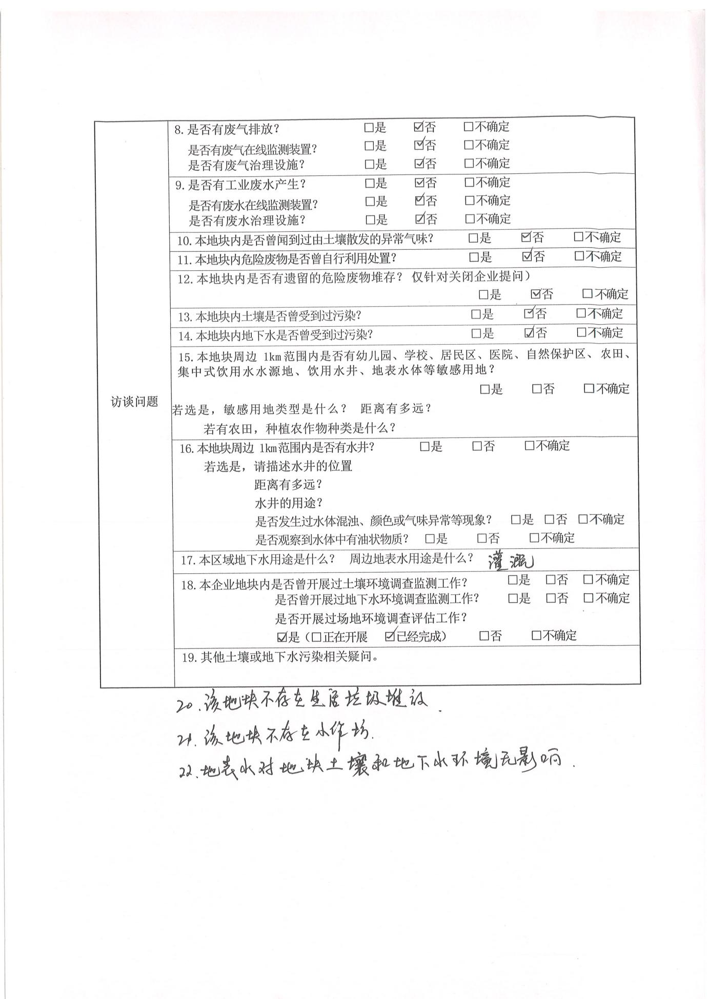 8. 是否有废气排放? □是 ☑否 □不确定
是否有废气在线监测装置? □是 ☑否 □不确定
是否有废气治理设施? □是 ☑否 □不确定
9. 是否有工业废水产生? □是 ☑否 □不确定
是否有废水在线监测装置? □是 ☑否 □不确定
是否有废水治理设施? □是 ☑否 □不确定
10. 本地块内是否曾闻到过由土壤散发的异常气味? □是 ☑否 □不确定
11. 本地块内危险废物是否曾自行利用处置? □是 ☑否 □不确定
12. 本地块内是否有遗留的危险废物堆存? 仅针对关闭企业提问)
□是 ☑否 □不确定
13. 本地块内土壤是否曾受到过污染? □是 ☑否 □不确定
14. 本地块内地下水是否曾受到过污染? □是 ☑否 □不确定
15. 本地块周边 1km 范围内是否有幼儿园、学校、居民区、医院、自然保护区、农田、
集中式饮用水水源地、饮用水井、地表水体等敏感用地?
□是 □否 □不确定
访谈问题
若选是，敏感用地类型是什么? 距离有多远?
若有农田，种植农作物种类是什么?
16. 本地块周边 1km 范围内是否有水井? □是 □否 □不确定
若选是，请描述水井的位置
距离有多远?
水井的用途?
是否发生过水体混浊、颜色或气味异常等现象? □是 □否 □不确定
是否观察到水体中有油状物质? □是 □否 □不确定
17. 本区域地下水用途是什么? 周边地表水用途是什么? 灌溉
18. 本企业地块内是否曾开展过土壤环境调查监测工作? □是 □否 □不确定
是否曾开展过地下水环境调查监测工作? □是 □否 □不确定
是否开展过场地环境调查评估工作?
☑是（□正在开展 ☑已经完成） □否 □不确定
19. 其他土壤或地下水污染相关疑问。
20. 该地块不存在生活垃圾堆放.
21. 该地块不存在小作坊.
22. 地表水对地块土壤和地下水环境无影响.